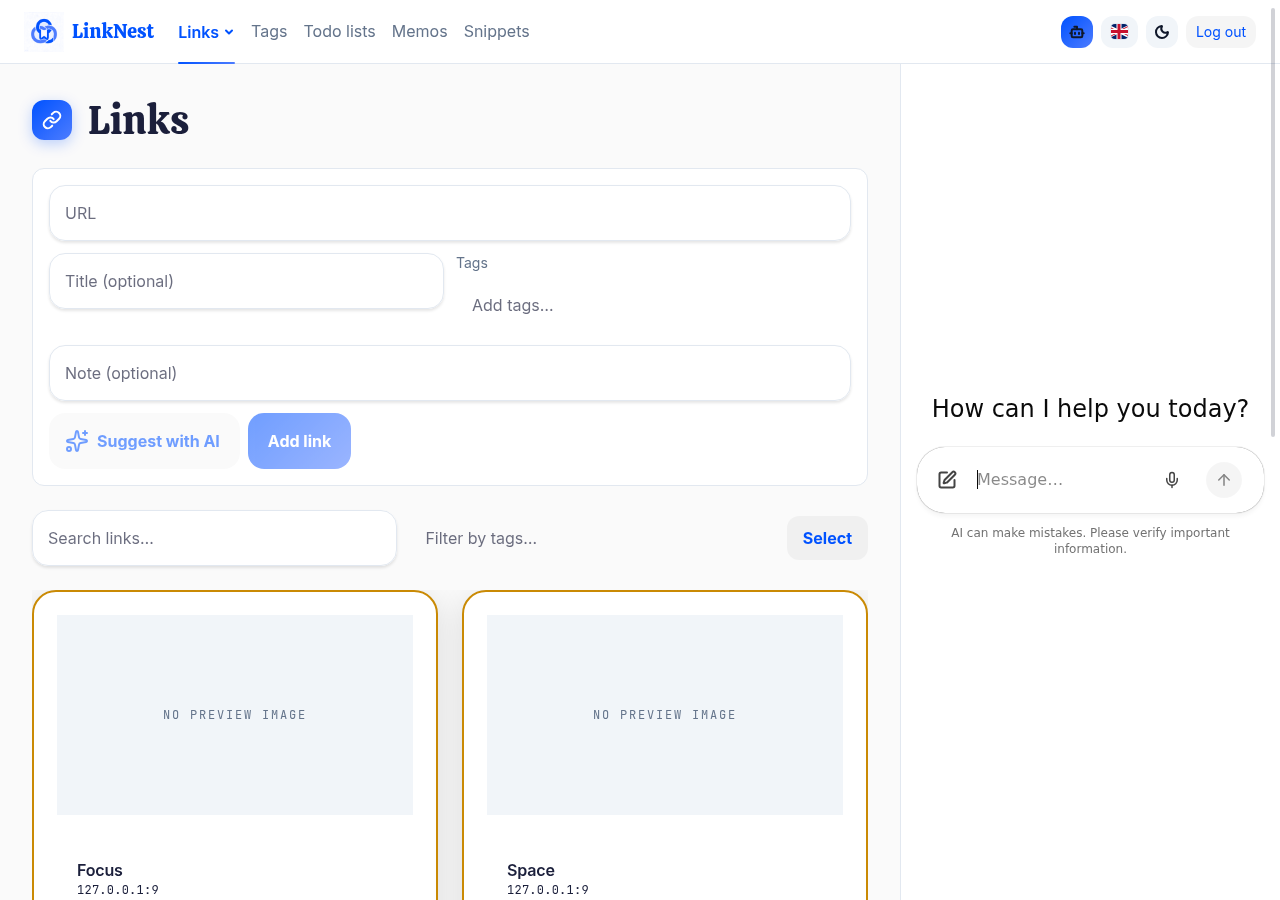 LinkNest
Links
Tags
Todo lists
Memos
Snippets
Log out
Links
URL
Title (optional)
Tags
Add tags...
Note (optional)
Suggest with AI
Add link
Search links...
Filter by tags...
Select
NO PREVIEW IMAGE
Focus
127.0.0.1:9
NO PREVIEW IMAGE
Space
127.0.0.1:9
How can I help you today?
Message...
AI can make mistakes. Please verify important
information.